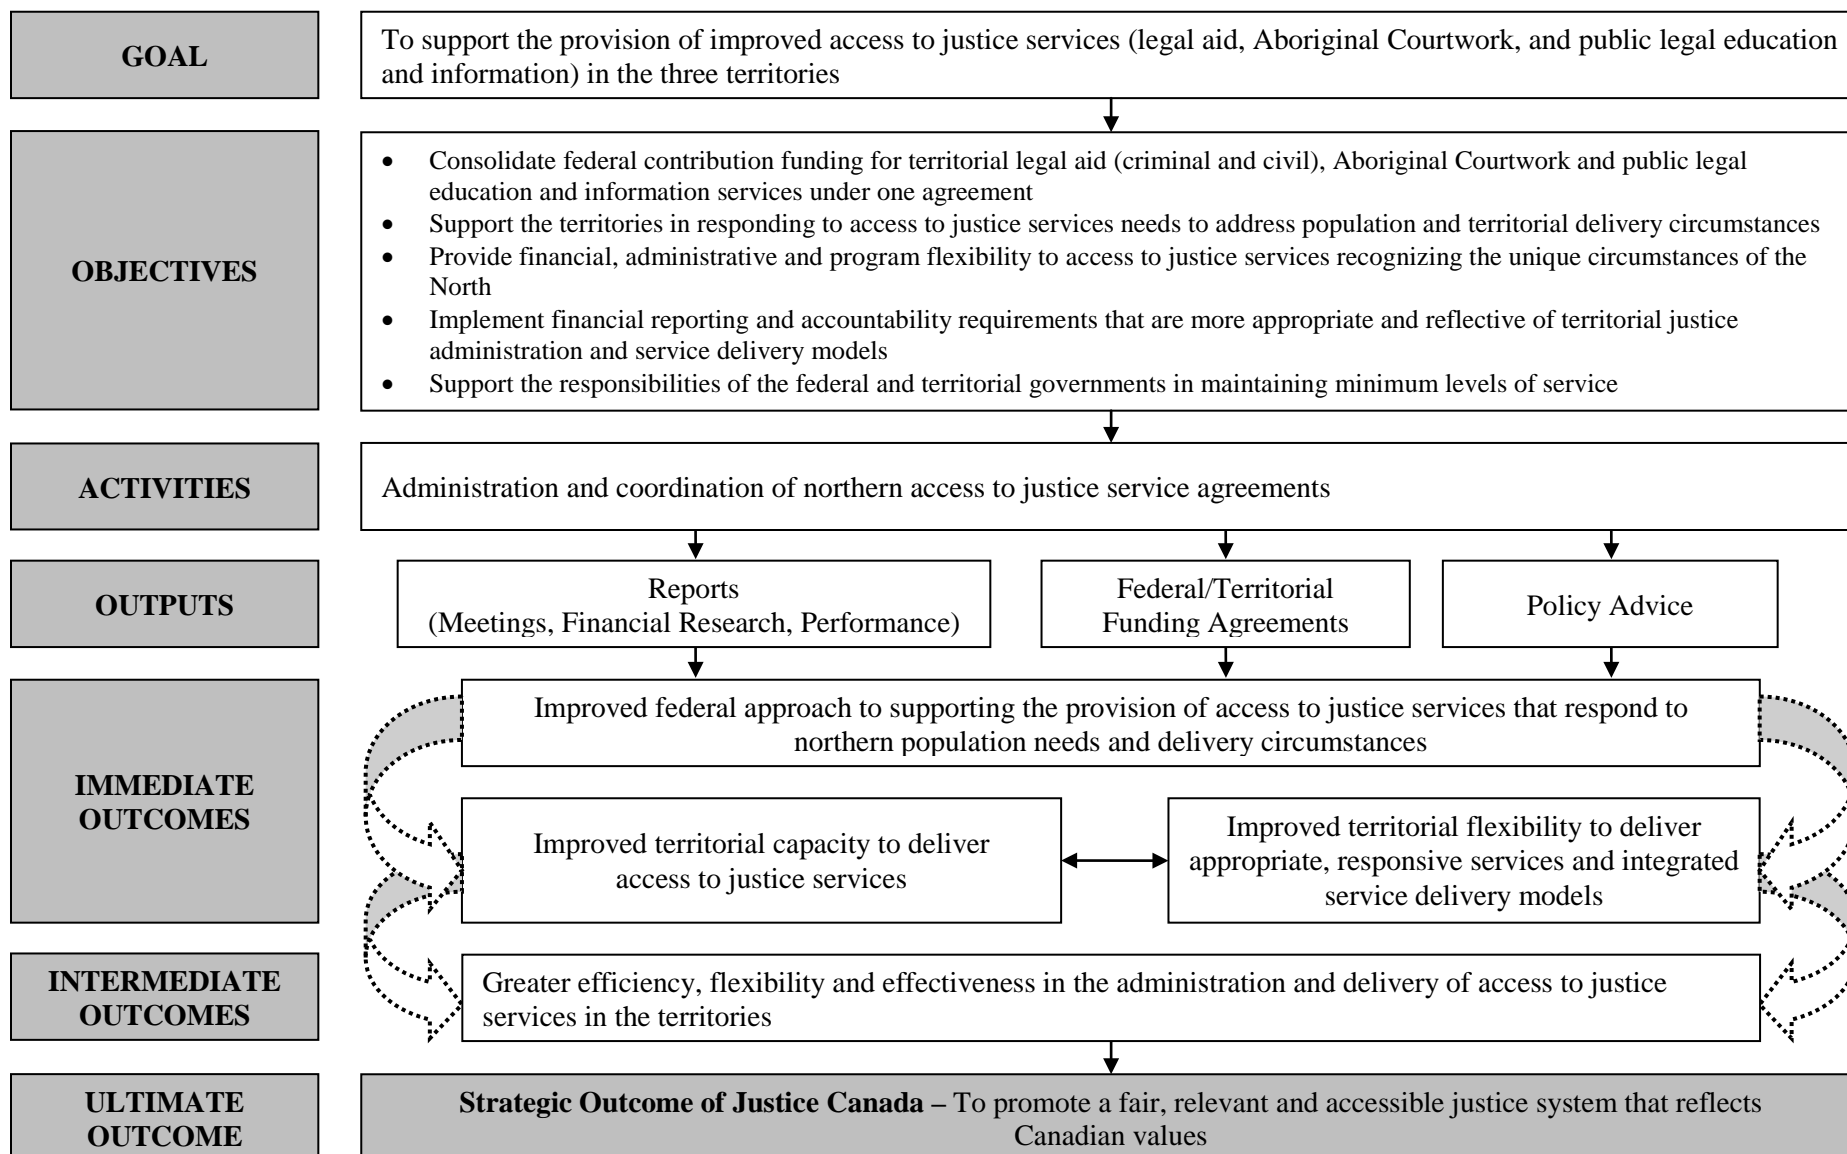 GOAL
To support the provision of improved access to justice services (legal aid, Aboriginal Courtwork, and public legal education
and information) in the three territories
OBJECTIVES
• Consolidate federal contribution funding for territorial legal aid (criminal and civil), Aboriginal Courtwork and public legal
education and information services under one agreement
• Support the territories in responding to access to justice services needs to address population and territorial delivery circumstances
• Provide financial, administrative and program flexibility to access to justice services recognizing the unique circumstances of the
North
• Implement financial reporting and accountability requirements that are more appropriate and reflective of territorial justice
administration and service delivery models
• Support the responsibilities of the federal and territorial governments in maintaining minimum levels of service
ACTIVITIES
Administration and coordination of northern access to justice service agreements
OUTPUTS
Reports
(Meetings, Financial Research, Performance)
Federal/Territorial
Funding Agreements
Policy Advice
IMMEDIATE
OUTCOMES
Improved federal approach to supporting the provision of access to justice services that respond to
northern population needs and delivery circumstances
Improved territorial capacity to deliver
access to justice services
Improved territorial flexibility to deliver
appropriate, responsive services and integrated
service delivery models
INTERMEDIATE
OUTCOMES
Greater efficiency, flexibility and effectiveness in the administration and delivery of access to justice
services in the territories
ULTIMATE
OUTCOME
Strategic Outcome of Justice Canada – To promote a fair, relevant and accessible justice system that reflects
Canadian values